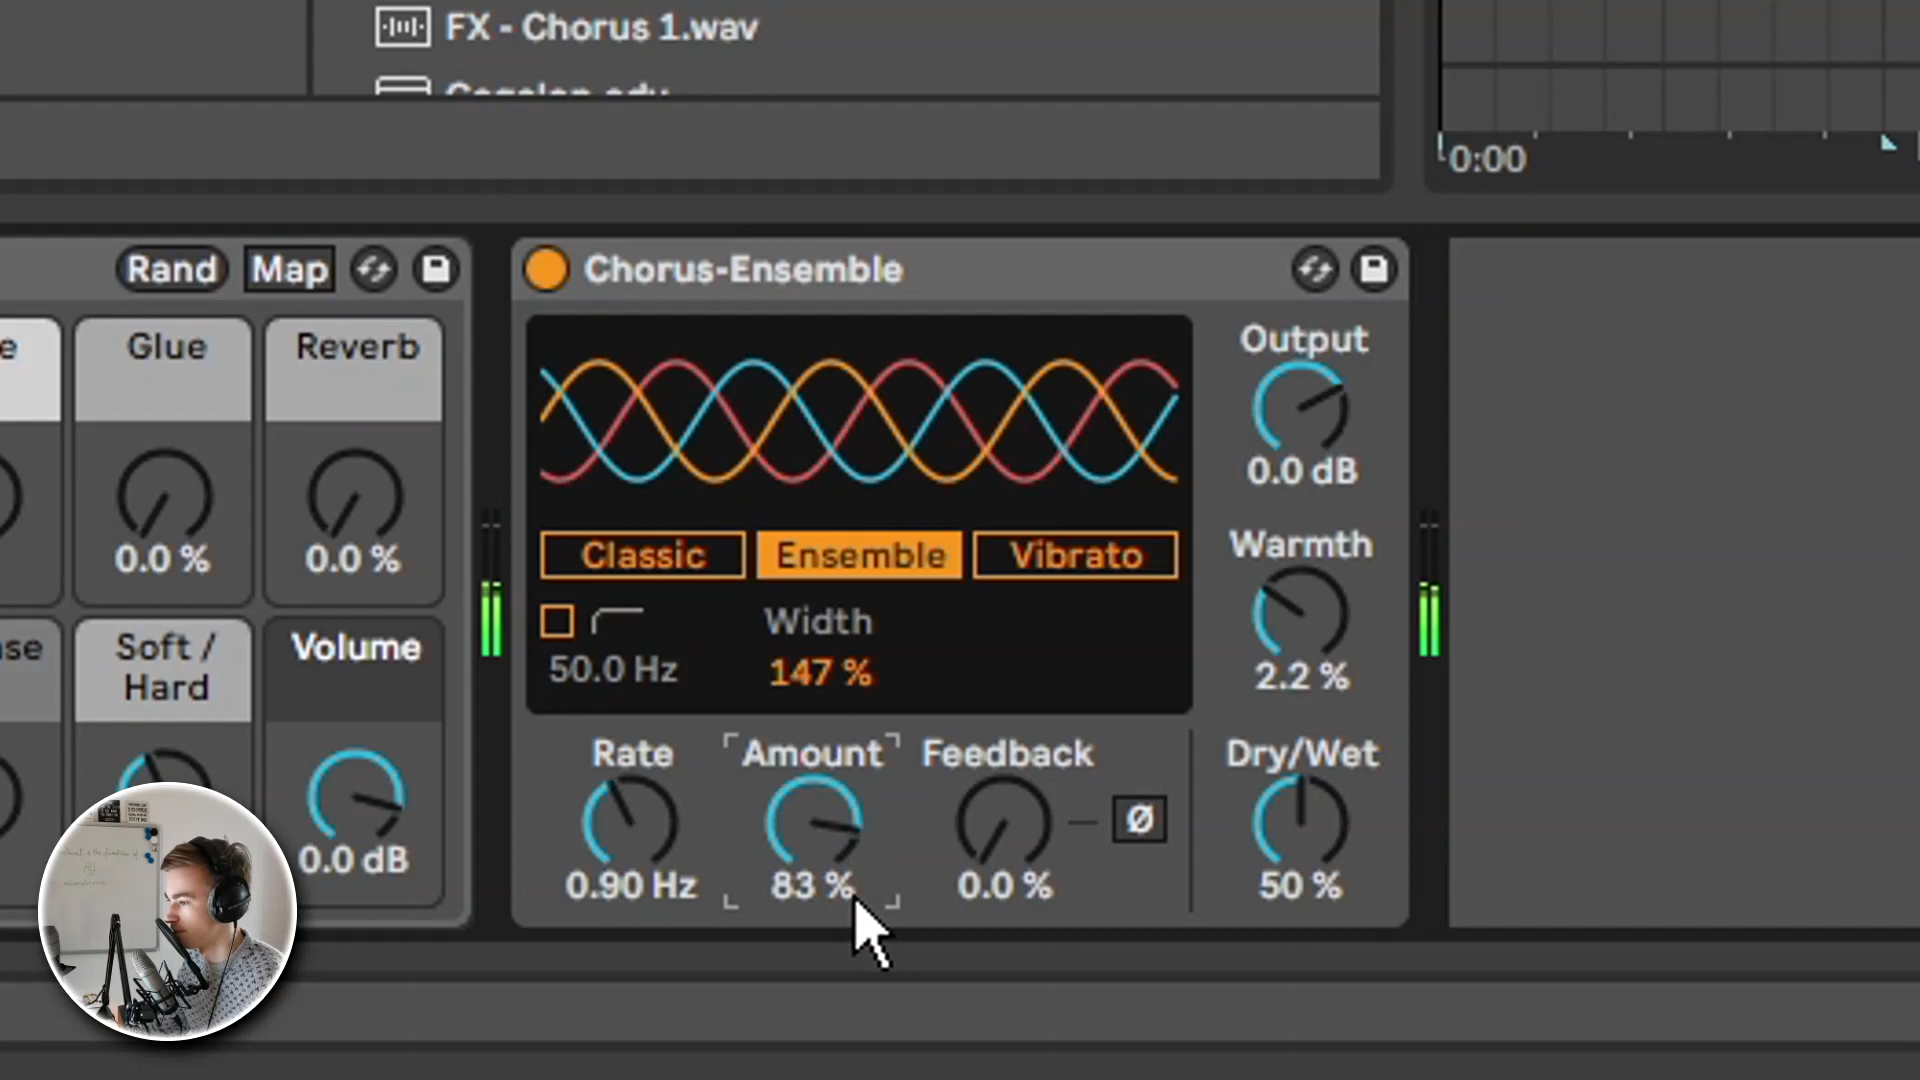 FX - Chorus 1.wav
0:00
Rand Map
Chorus-Ensemble
e
Glue
Reverb
Output
0.0 dB
0.0 %
0.0 %
Classic
Ensemble
Vibrato
Warmth
2.2 %
50.0 Hz
Width
147 %
se
Soft /
Hard
Volume
0.0 dB
Rate
0.90 Hz
Amount
83 %
Feedback
0.0 %
Ø
Dry/Wet
50 %